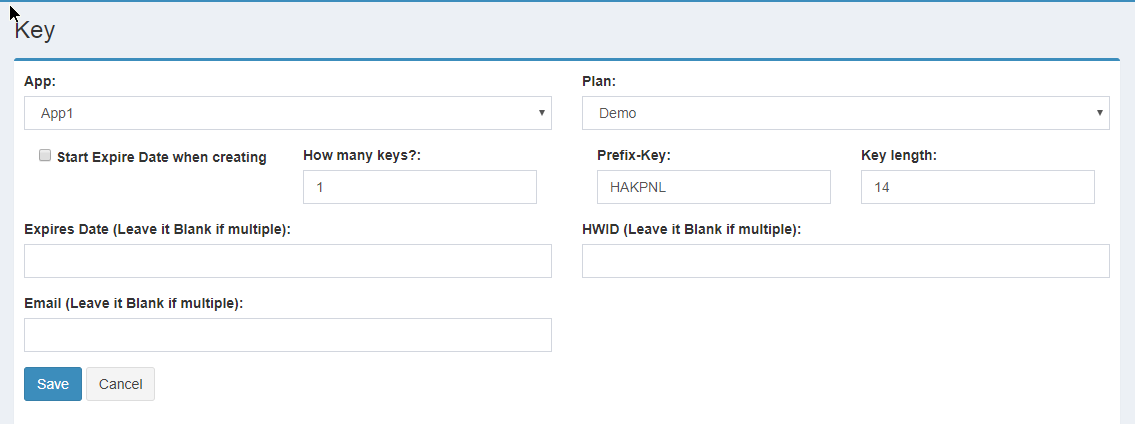 Key
App: Plan:
App1 Demo
Start Expire Date when creating How many keys?: Prefix-Key: Key length:
1 HAKPNL 14
Expires Date (Leave it Blank if multiple): HWID (Leave it Blank if multiple):
Email (Leave it Blank if multiple):
Save Cancel